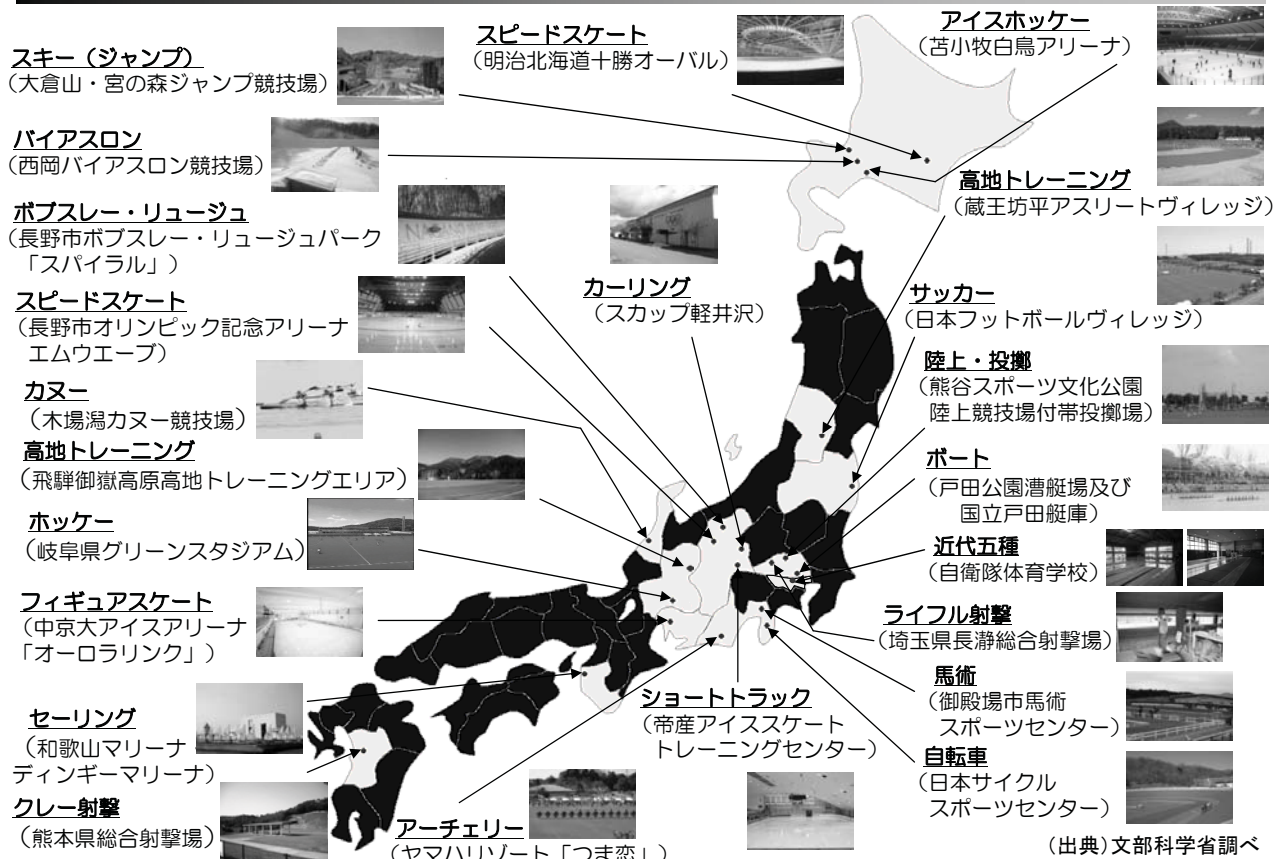 スキー（ジャンプ）
（大倉山・宮の森ジャンプ競技場）
スピードスケート
（明治北海道十勝オーバル）
アイスホッケー
（苫小牧白鳥アリーナ）
バイアスロン
（西岡バイアスロン競技場）
高地トレーニング
（蔵王坊平アスリートヴィレッジ）
ボブスレー・リュージュ
（長野市ボブスレー・リュージュパーク
「スパイラル」）
カーリング
（スカップ軽井沢）
サッカー
（日本フットボールヴィレッジ）
スピードスケート
（長野市オリンピック記念アリーナ
エムウエーブ）
陸上・投擲
（熊谷スポーツ文化公園
陸上競技場付帯投擲場）
カヌー
（木場潟カヌー競技場）
高地トレーニング
（飛騨御嶽高原高地トレーニングエリア）
ボート
（戸田公園漕艇場及び
国立戸田艇庫）
ホッケー
（岐阜県グリーンスタジアム）
近代五種
（自衛隊体育学校）
フィギュアスケート
（中京大アイスアリーナ
「オーロラリンク」）
ライフル射撃
（埼玉県長瀞総合射撃場）
馬術
（御殿場市馬術
スポーツセンター）
セーリング
（和歌山マリーナ・
ディンギーマリーナ）
ショートトラック
（帝産アイススケート
トレーニングセンター）
自転車
（日本サイクル
スポーツセンター）
クレー射撃
（熊本県総合射撃場）
アーチェリー
（ヤマハリゾート「つま恋」）
（出典）文部科学省調べ